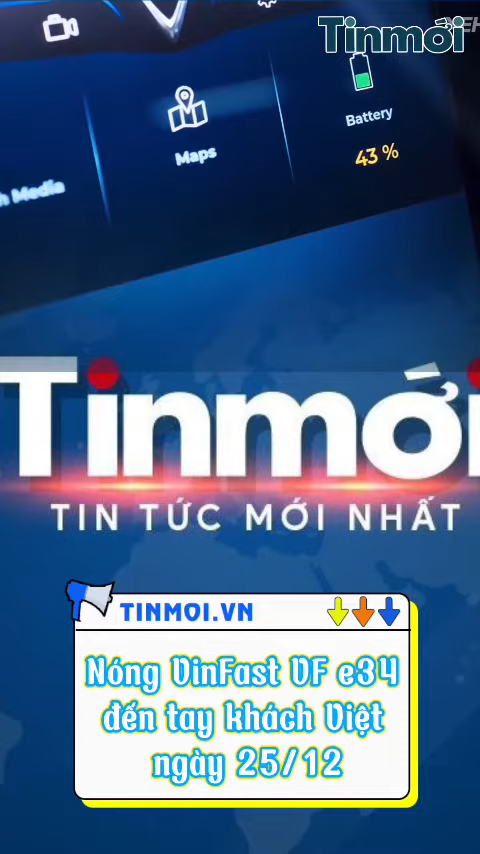 Tinmới
Battery
Maps
43 %
Media
Tinmới
TIN TỨC MỚI NHẤT
TINMOI.VN
Nóng VinFast VF e34
đến tay khách Việt
ngày 25/12